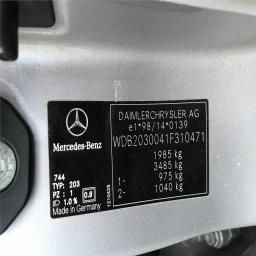 Mercedes-Benz
DAIMLERCHRYSLER AG
e1*98/14*0139
WDB2030041F310471
1985 kg
3485 kg
1- 975 kg
2- 1040 kg
744
TYP: 203
PZ : 1
ID 1.0 %
0.8
Made in Germany
1210428